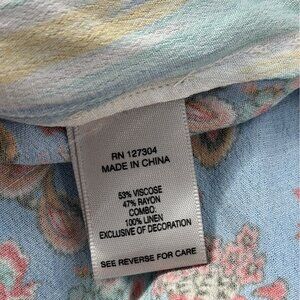 RN 127304
MADE IN CHINA
53% VISCOSE
47% RAYON
COMBO
100% LINEN
EXCLUSIVE OF DECORATION
SEE REVERSE FOR CARE